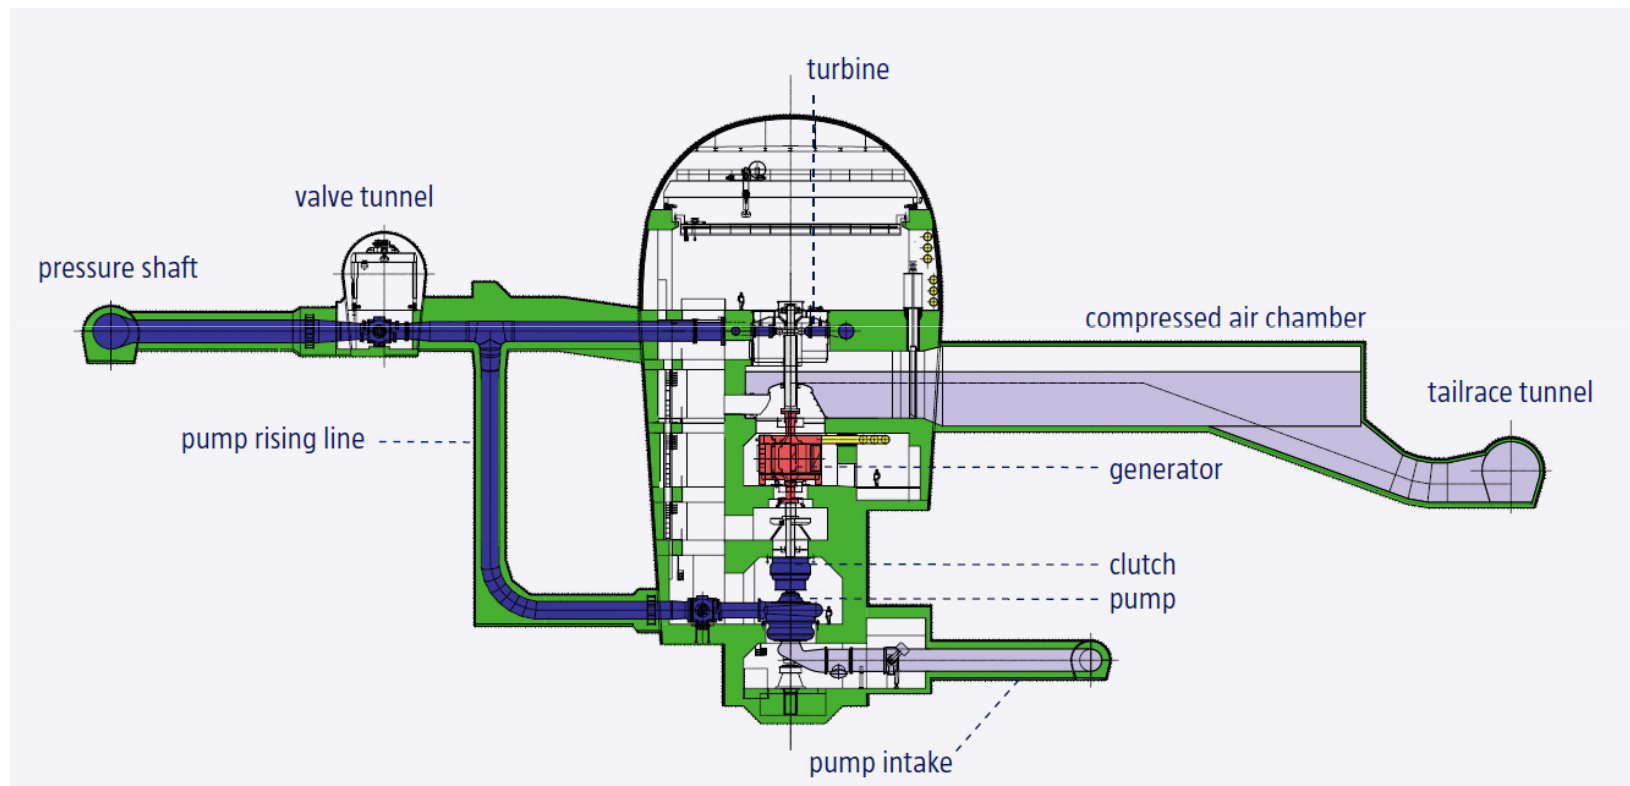 turbine
valve tunnel
pressure shaft
compressed air chamber
tailrace tunnel
pump rising line
generator
clutch
pump
pump intake